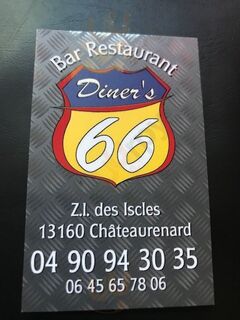 Bar Restaurant
Diner's
66
Z.I. des Iscles
13160 Châteaurenard
04 90 94 30 35
06 45 65 78 06